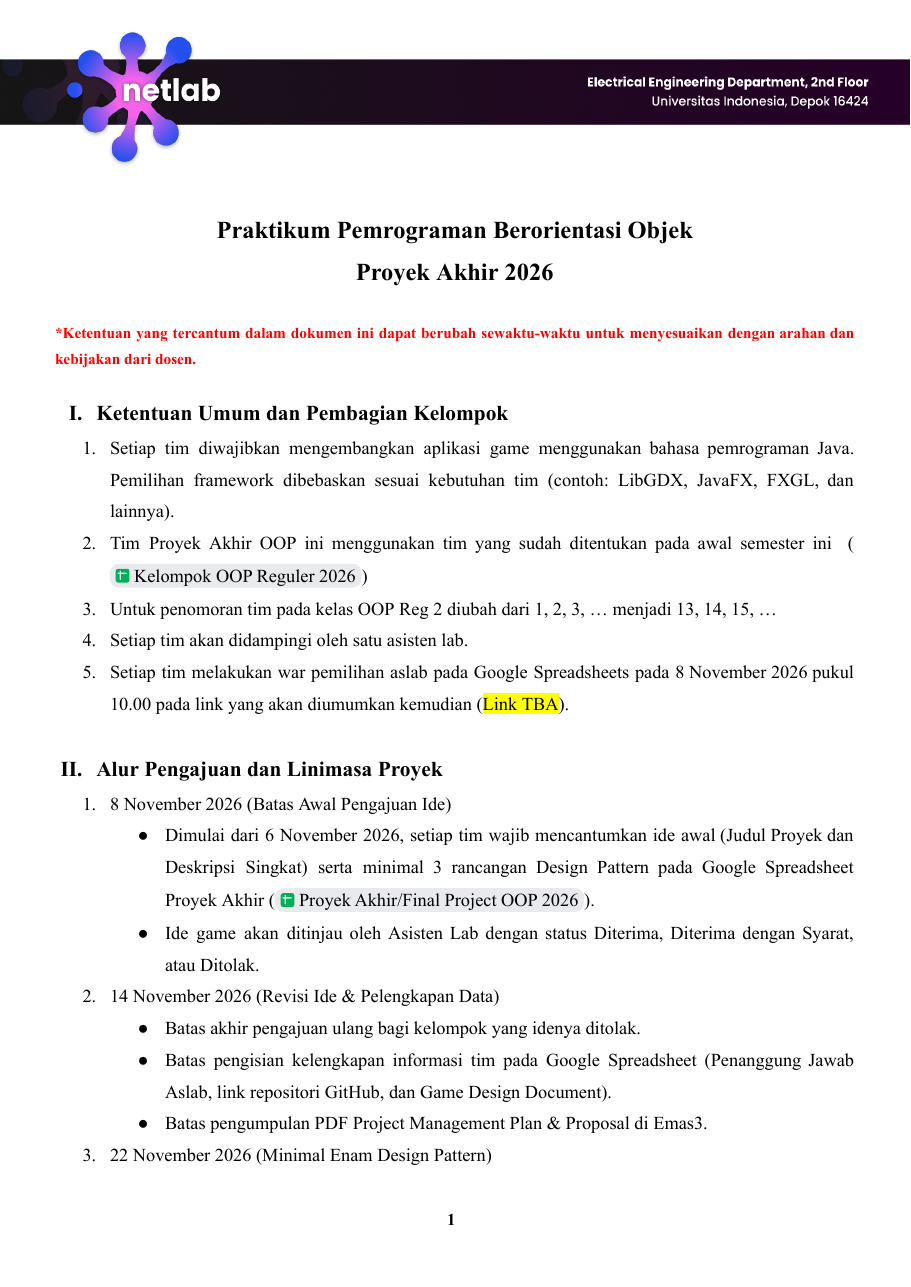 netlab
Electrical Engineering Department, 2nd Floor
Universitas Indonesia, Depok 16424
Praktikum Pemrograman Berorientasi Objek
Proyek Akhir 2026
*Ketentuan yang tercantum dalam dokumen ini dapat berubah sewaktu-waktu untuk menyesuaikan dengan arahan dan
kebijakan dari dosen.
I. Ketentuan Umum dan Pembagian Kelompok
1. Setiap tim diwajibkan mengembangkan aplikasi game menggunakan bahasa pemrograman Java.
Pemilihan framework dibebaskan sesuai kebutuhan tim (contoh: LibGDX, JavaFX, FXGL, dan
lainnya).
2. Tim Proyek Akhir OOP ini menggunakan tim yang sudah ditentukan pada awal semester ini (
Kelompok OOP Reguler 2026 )
3. Untuk penomoran tim pada kelas OOP Reg 2 diubah dari 1, 2, 3, … menjadi 13, 14, 15, …
4. Setiap tim akan didampingi oleh satu asisten lab.
5. Setiap tim melakukan war pemilihan aslab pada Google Spreadsheets pada 8 November 2026 pukul
10.00 pada link yang akan diumumkan kemudian (Link TBA).
II. Alur Pengajuan dan Linimasa Proyek
1. 8 November 2026 (Batas Awal Pengajuan Ide)
● Dimulai dari 6 November 2026, setiap tim wajib mencantumkan ide awal (Judul Proyek dan
Deskripsi Singkat) serta minimal 3 rancangan Design Pattern pada Google Spreadsheet
Proyek Akhir ( Proyek Akhir/Final Project OOP 2026 ).
● Ide game akan ditinjau oleh Asisten Lab dengan status Diterima, Diterima dengan Syarat,
atau Ditolak.
2. 14 November 2026 (Revisi Ide & Pelengkapan Data)
● Batas akhir pengajuan ulang bagi kelompok yang idenya ditolak.
● Batas pengisian kelengkapan informasi tim pada Google Spreadsheet (Penanggung Jawab
Aslab, link repositori GitHub, dan Game Design Document).
● Batas pengumpulan PDF Project Management Plan & Proposal di Emas3.
3. 22 November 2026 (Minimal Enam Design Pattern)
1